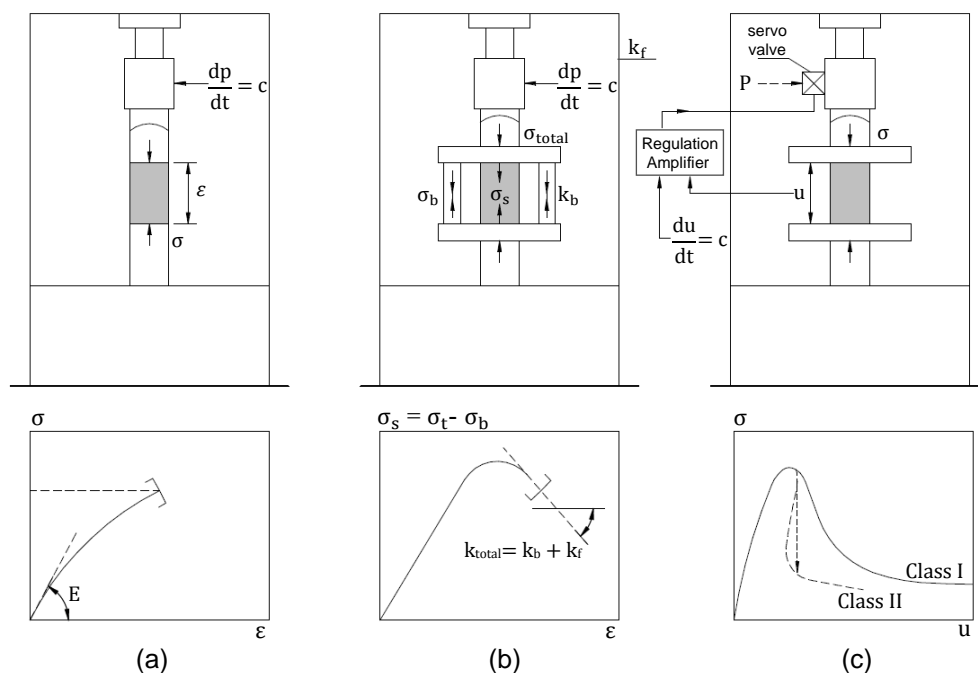 dp/dt = c
ε
σ
σ
E
ε
(a)
k_f
dp/dt = c
σ_total
σ_b
σ_s
k_b
σ_s = σ_t - σ_b
k_total = k_b + k_f
ε
(b)
servo
valve
P
σ
Regulation
Amplifier
u
du/dt = c
σ
Class I
Class II
u
(c)